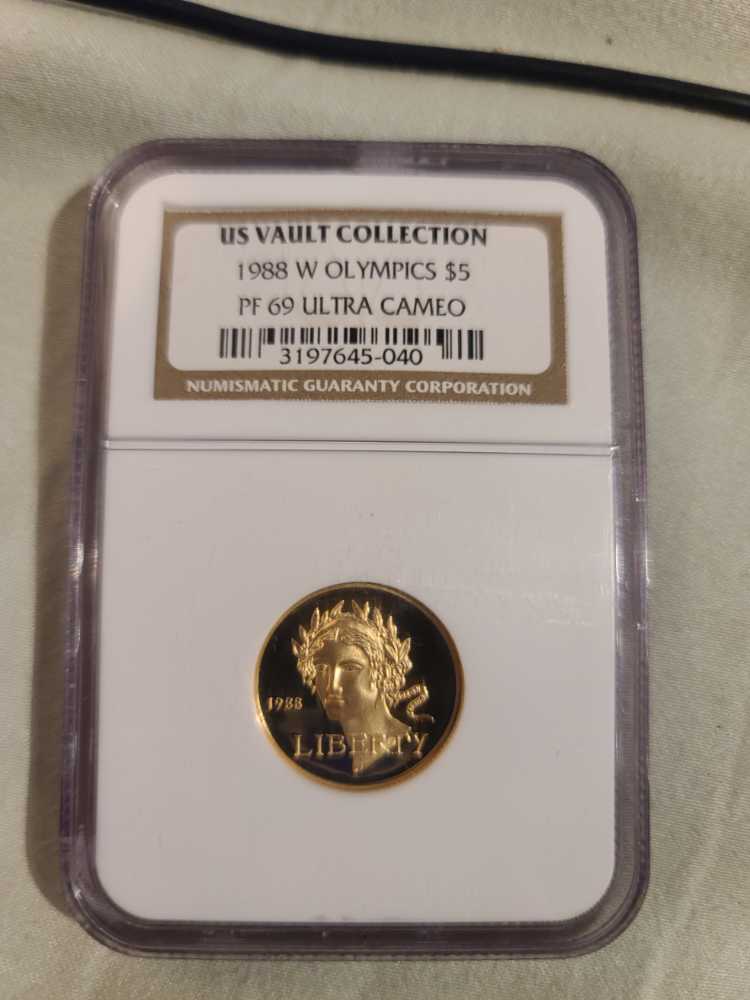 US VAULT COLLECTION
1988 W OLYMPICS $5
PF 69 ULTRA CAMEO
3197645-040
NUMISMATIC GUARANTY CORPORATION
1988
LIBERTY